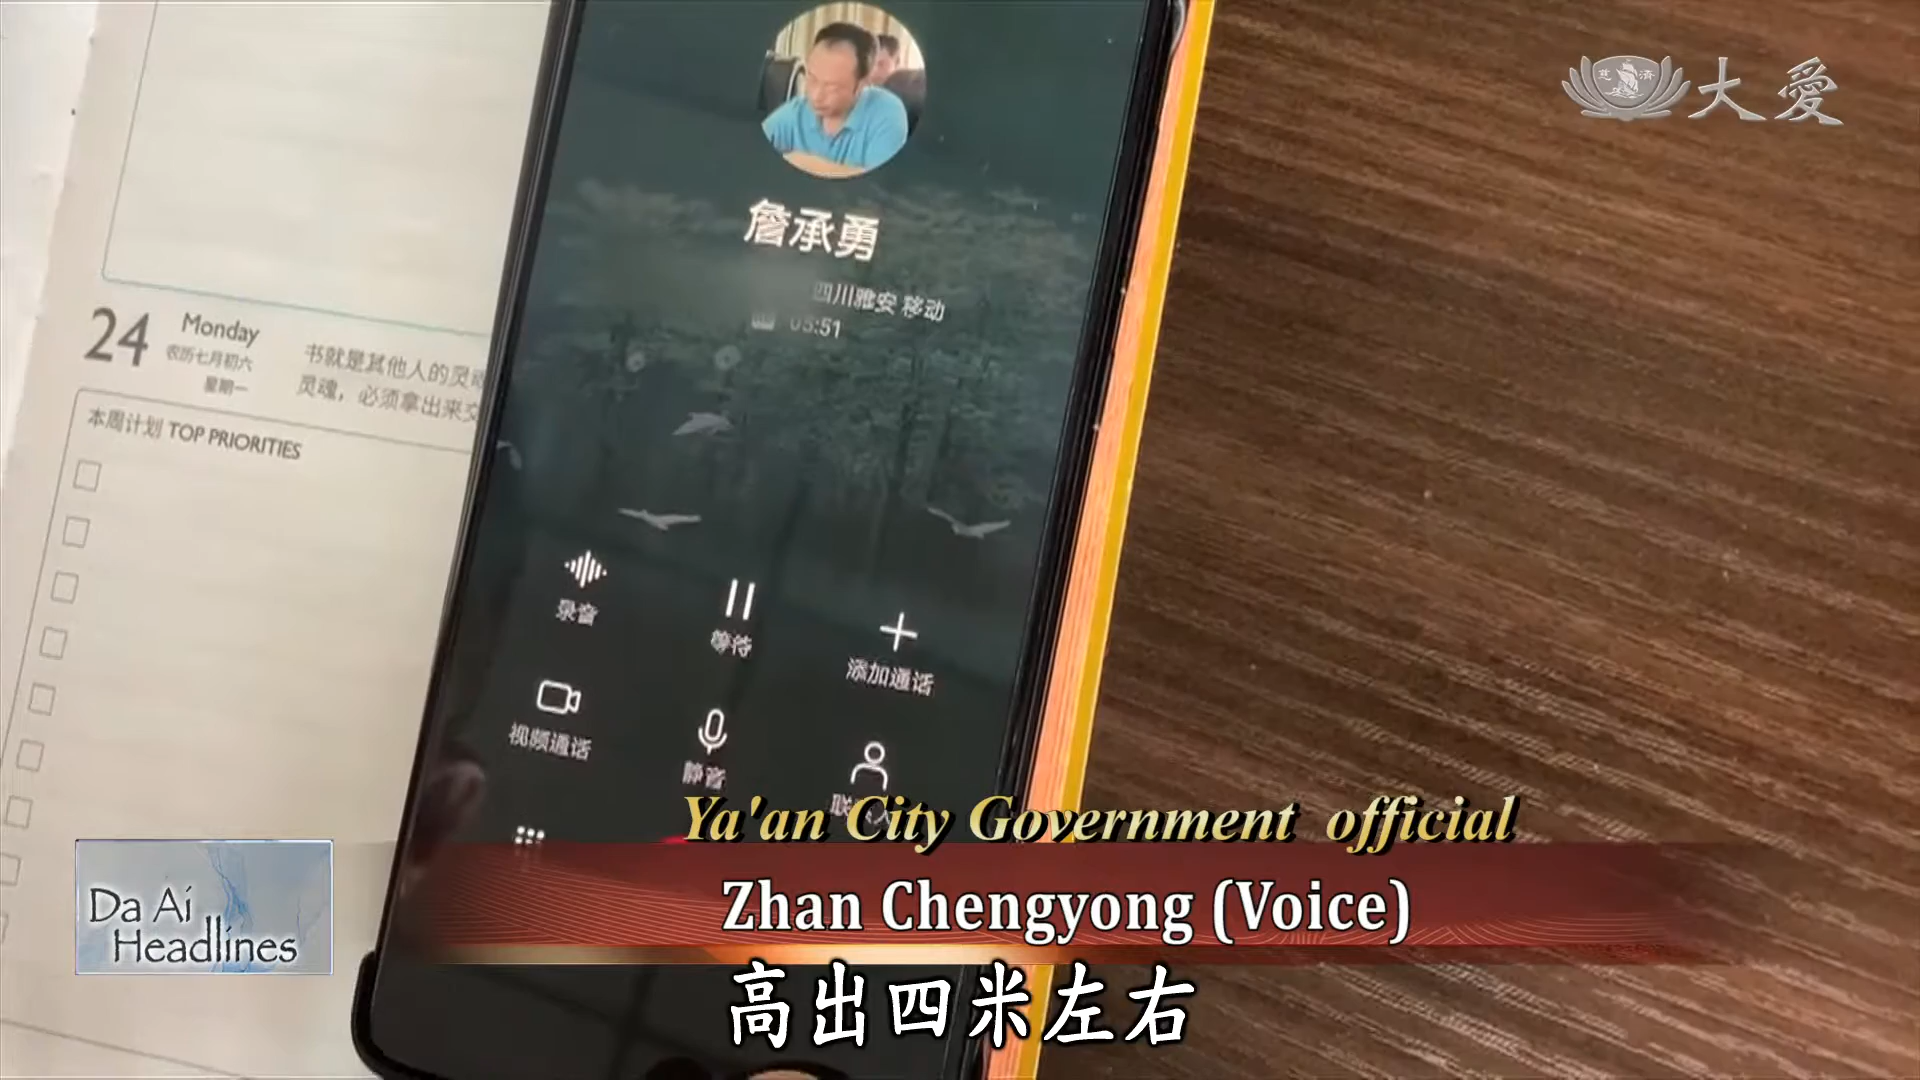 慈 濟
大愛
詹承勇
四川雅安 移动
05:51
24
Monday
农历七月初六
星期一
书就是其他人的灵魂
灵魂，必须拿出来交
本周计划 TOP PRIORITIES
录音
等待
添加通话
视频通话
静音
Ya'an City Government official
Zhan Chengyong (Voice)
Da Ai
Headlines
高出四米左右